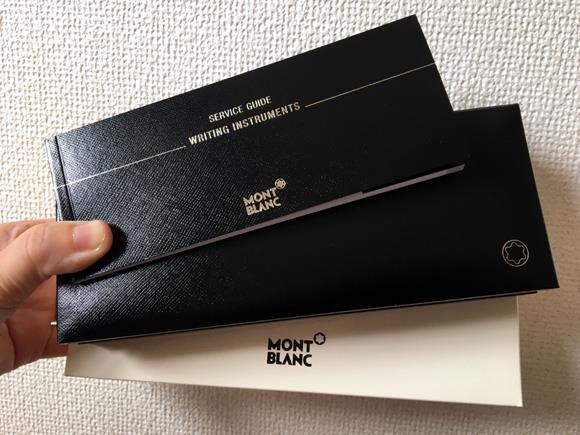 SERVICE GUIDE
WRITING INSTRUMENTS
MONT
BLANC
MONT
BLANC